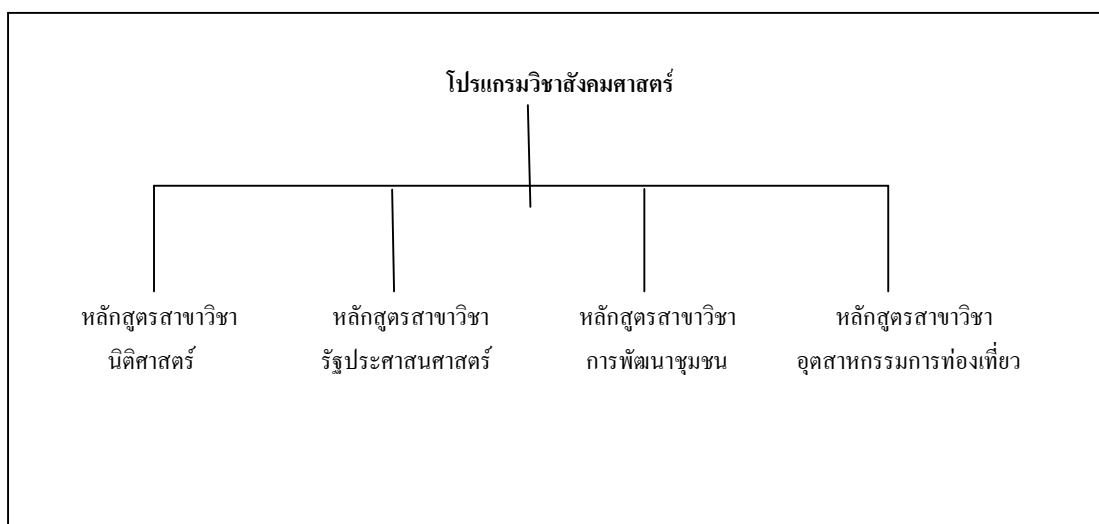 โปรแกรมวิชาสังคมศาสตร์
หลักสูตรสาขาวิชา
นิติศาสตร์
หลักสูตรสาขาวิชา
รัฐประศาสนศาสตร์
หลักสูตรสาขาวิชา
การพัฒนาชุมชน
หลักสูตรสาขาวิชา
อุตสาหกรรมการท่องเที่ยว